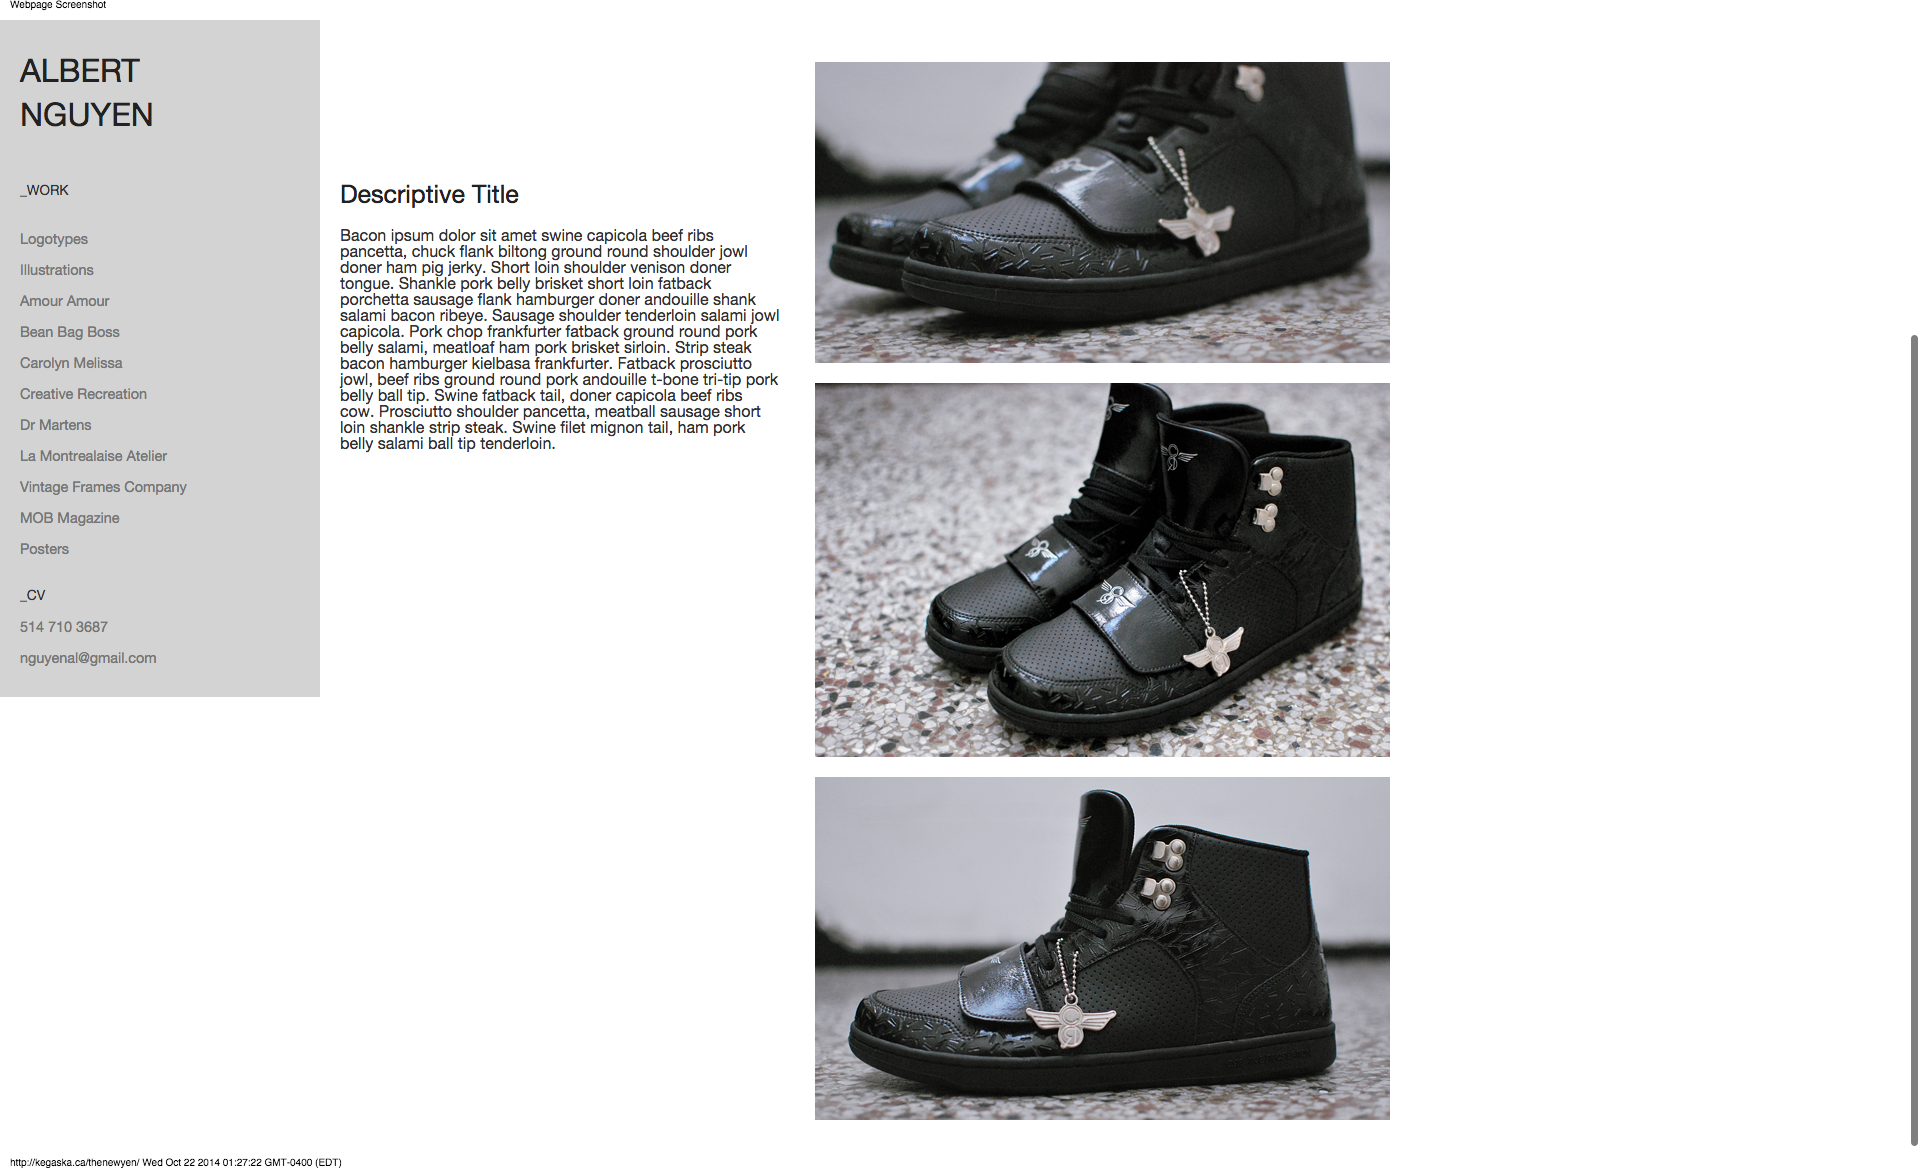 Webpage Screenshot
ALBERT
NGUYEN
_WORK
Logotypes
Illustrations
Amour Amour
Bean Bag Boss
Carolyn Melissa
Creative Recreation
Dr Martens
La Montrealaise Atelier
Vintage Frames Company
MOB Magazine
Posters
_CV
514 710 3687
nguyenal@gmail.com
Descriptive Title
Bacon ipsum dolor sit amet swine capicola beef ribs
pancetta, chuck flank biltong ground round shoulder jowl
doner ham pig jerky. Short loin shoulder venison doner
tongue. Shankle pork belly brisket short loin fatback
porchetta sausage flank hamburger doner andouille shank
salami bacon ribeye. Sausage shoulder tenderloin salami jowl
capicola. Pork chop frankfurter fatback ground round pork
belly salami, meatloaf ham pork brisket sirloin. Strip steak
bacon hamburger kielbasa frankfurter. Fatback prosciutto
jowl, beef ribs ground round pork andouille t-bone tri-tip pork
belly ball tip. Swine fatback tail, doner capicola beef ribs
cow. Prosciutto shoulder pancetta, meatball sausage short
loin shankle strip steak. Swine filet mignon tail, ham pork
belly salami ball tip tenderloin.
http://kegaska.ca/thenewyen/ Wed Oct 22 2014 01:27:22 GMT-0400 (EDT)